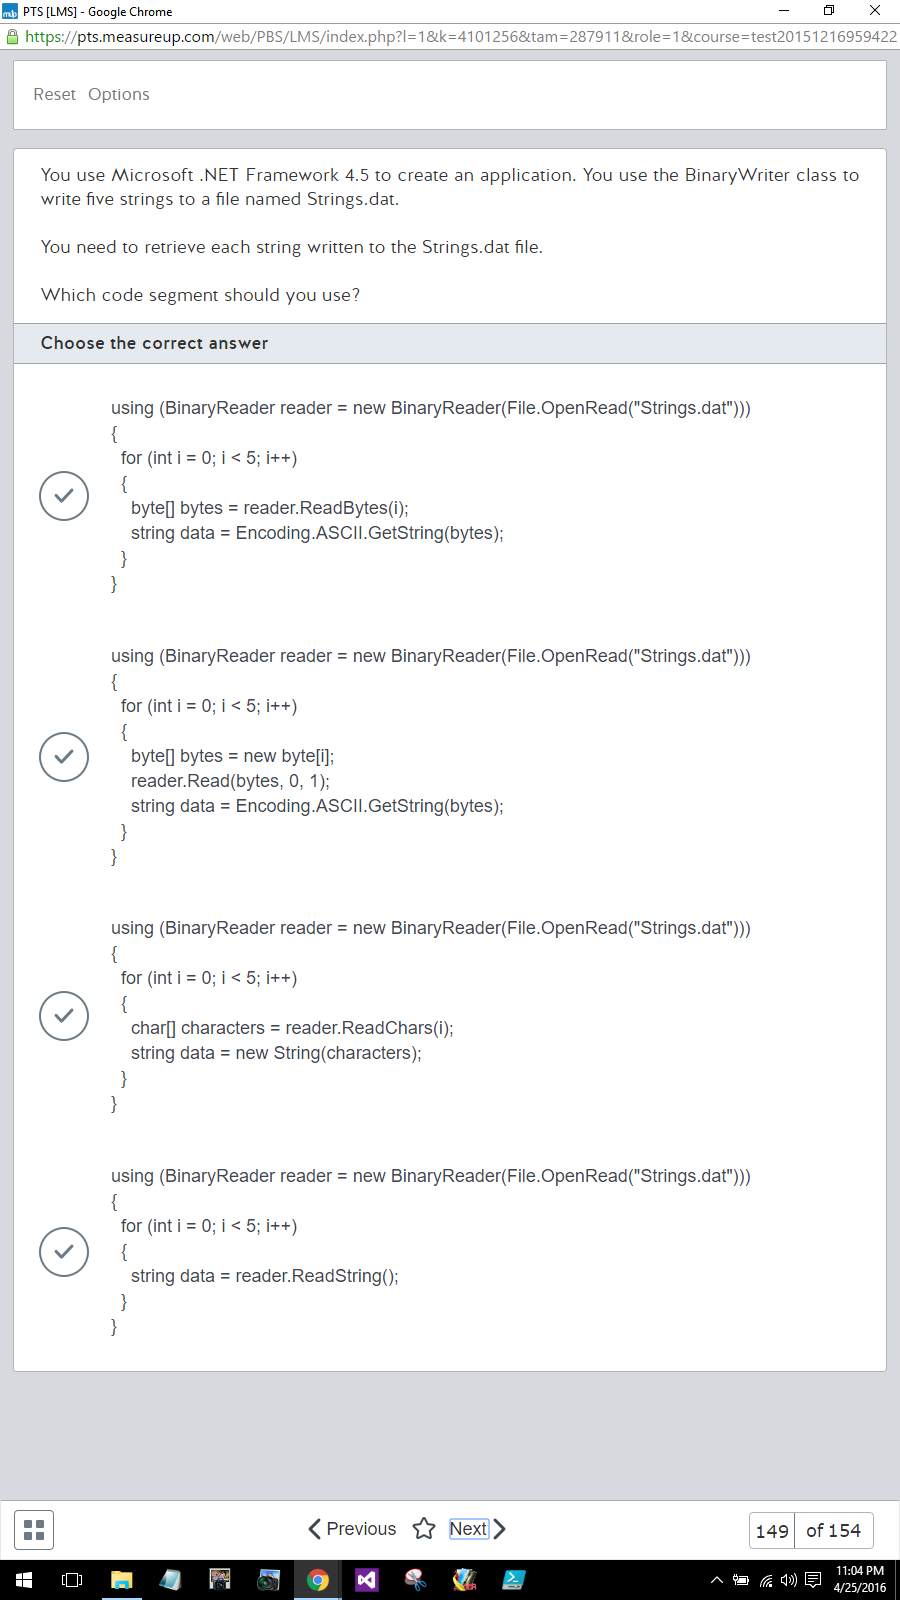 PTS [LMS] - Google Chrome
https://pts.measureup.com/web/PBS/LMS/index.php?l=1&k=4101256&tam=287911&role=1&course=test20151216959422
Reset Options
You use Microsoft .NET Framework 4.5 to create an application. You use the BinaryWriter class to
write five strings to a file named Strings.dat.
You need to retrieve each string written to the Strings.dat file.
Which code segment should you use?
Choose the correct answer
using (BinaryReader reader = new BinaryReader(File.OpenRead("Strings.dat")))
{
for (int i = 0; i < 5; i++)
{
byte[] bytes = reader.ReadBytes(i);
string data = Encoding.ASCII.GetString(bytes);
}
}
using (BinaryReader reader = new BinaryReader(File.OpenRead("Strings.dat")))
{
for (int i = 0; i < 5; i++)
{
byte[] bytes = new byte[i];
reader.Read(bytes, 0, 1);
string data = Encoding.ASCII.GetString(bytes);
}
}
using (BinaryReader reader = new BinaryReader(File.OpenRead("Strings.dat")))
{
for (int i = 0; i < 5; i++)
{
char[] characters = reader.ReadChars(i);
string data = new String(characters);
}
}
using (BinaryReader reader = new BinaryReader(File.OpenRead("Strings.dat")))
{
for (int i = 0; i < 5; i++)
{
string data = reader.ReadString();
}
}
Previous Next 149 of 154
11:04 PM
4/25/2016